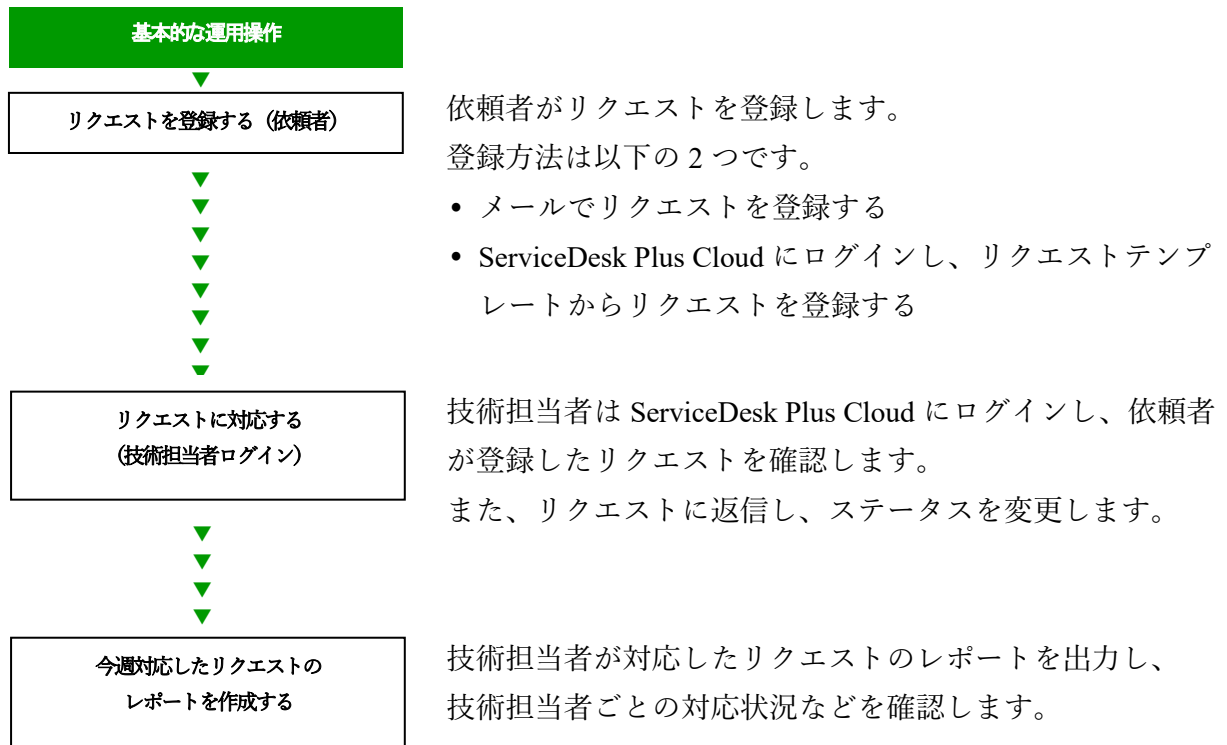 基本的な運用操作
リクエストを登録する（依頼者）
依頼者がリクエストを登録します。
登録方法は以下の 2 つです。
• メールでリクエストを登録する
• ServiceDesk Plus Cloud にログインし、リクエストテンプ
レートからリクエストを登録する
リクエストに対応する
（技術担当者ログイン）
技術担当者は ServiceDesk Plus Cloud にログインし、依頼者
が登録したリクエストを確認します。
また、リクエストに返信し、ステータスを変更します。
今週対応したリクエストの
レポートを作成する
技術担当者が対応したリクエストのレポートを出力し、
技術担当者ごとの対応状況などを確認します。